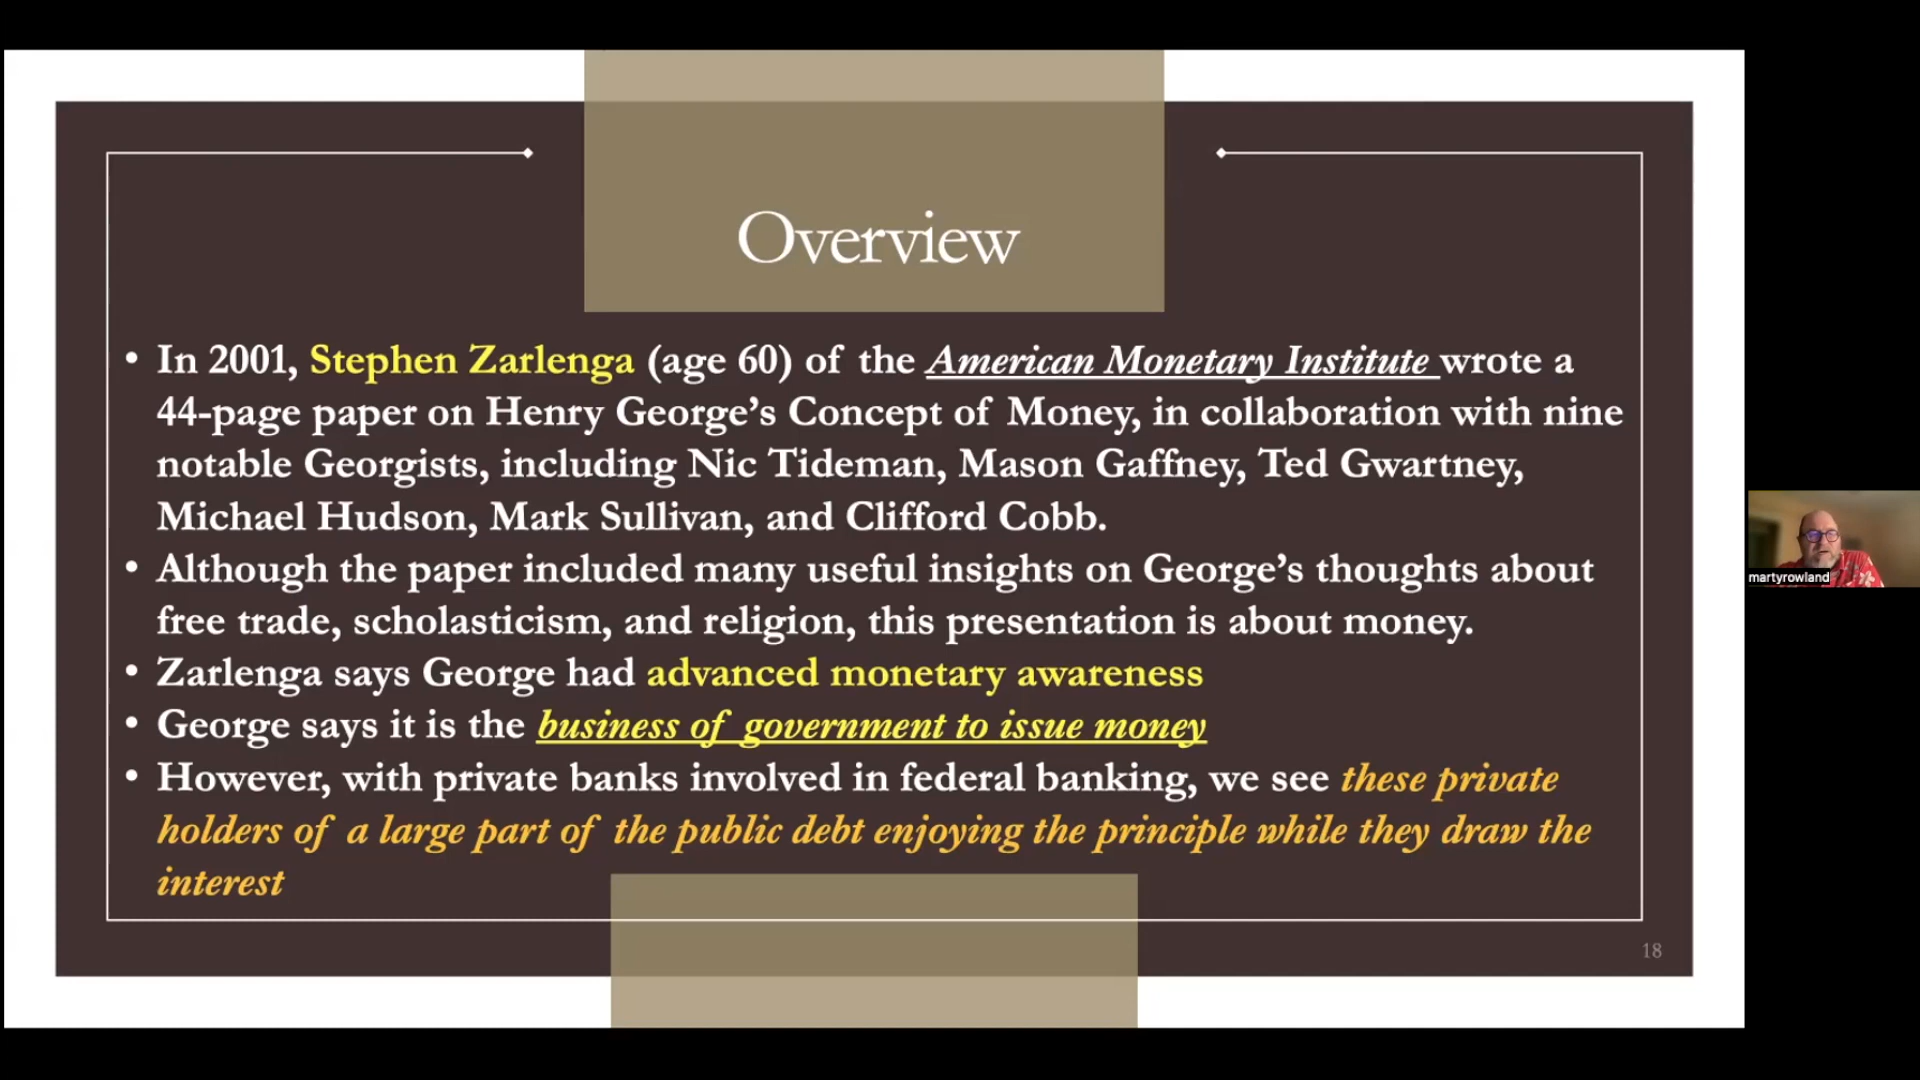 Overview
• In 2001, Stephen Zarlenga (age 60) of the American Monetary Institute wrote a
44-page paper on Henry George’s Concept of Money, in collaboration with nine
notable Georgists, including Nic Tideman, Mason Gaffney, Ted Gwartney,
Michael Hudson, Mark Sullivan, and Clifford Cobb.
• Although the paper included many useful insights on George’s thoughts about
free trade, scholasticism, and religion, this presentation is about money.
• Zarlenga says George had advanced monetary awareness
• George says it is the business of government to issue money
• However, with private banks involved in federal banking, we see these private
holders of a large part of the public debt enjoying the principle while they draw the
interest
18
martyrowland